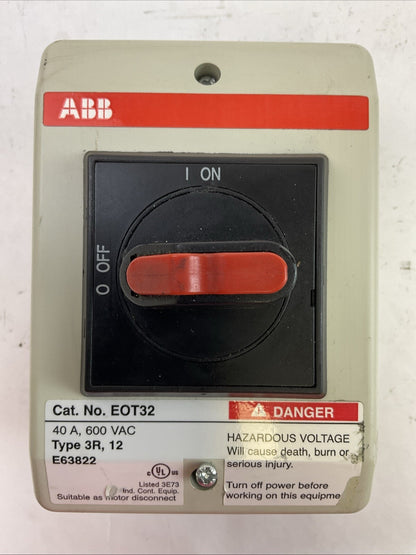 ABB
I ON
O OFF
Cat. No. EOT32
40 A, 600 VAC
Type 3R, 12
E63822
UL
C US
Listed 3E73
Ind. Cont. Equip.
Suitable as motor disconnect
DANGER
HAZARDOUS VOLTAGE
Will cause death, burn or
serious injury.
Turn off power before
working on this equipme